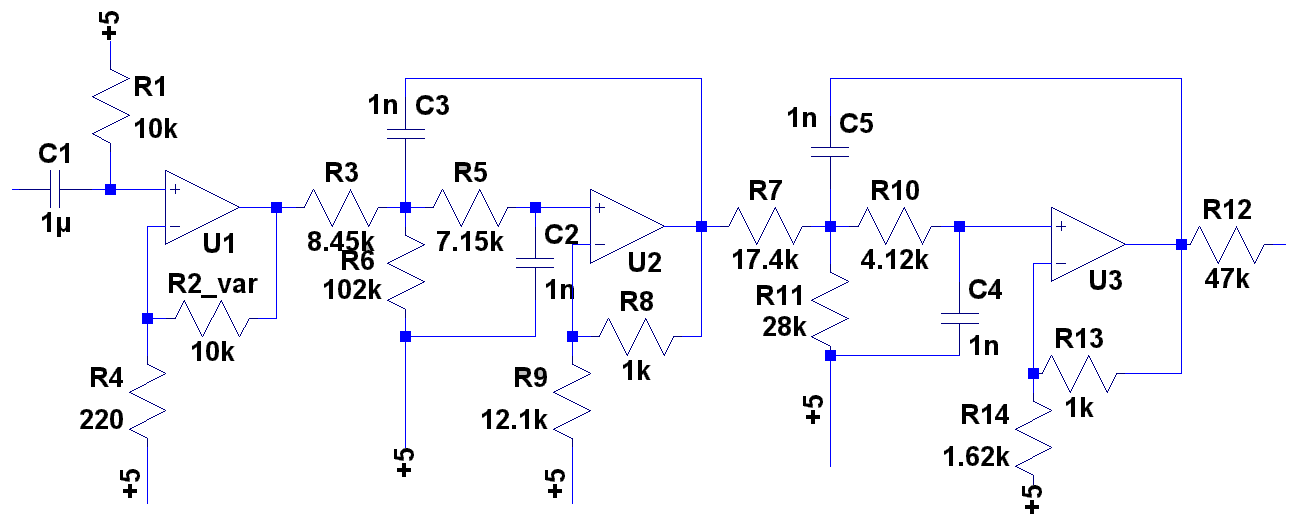 +5
R1
10k
C1
1µ
+
−
U1
R2_var
10k
R4
220
+5
1n
C3
R3
8.45k
R5
7.15k
R6
102k
C2
1n
+5
+
−
U2
R8
1k
R9
12.1k
+5
1n
C5
R7
17.4k
R10
4.12k
R11
28k
C4
1n
+5
+
−
U3
R13
1k
R14
1.62k
+5
R12
47k